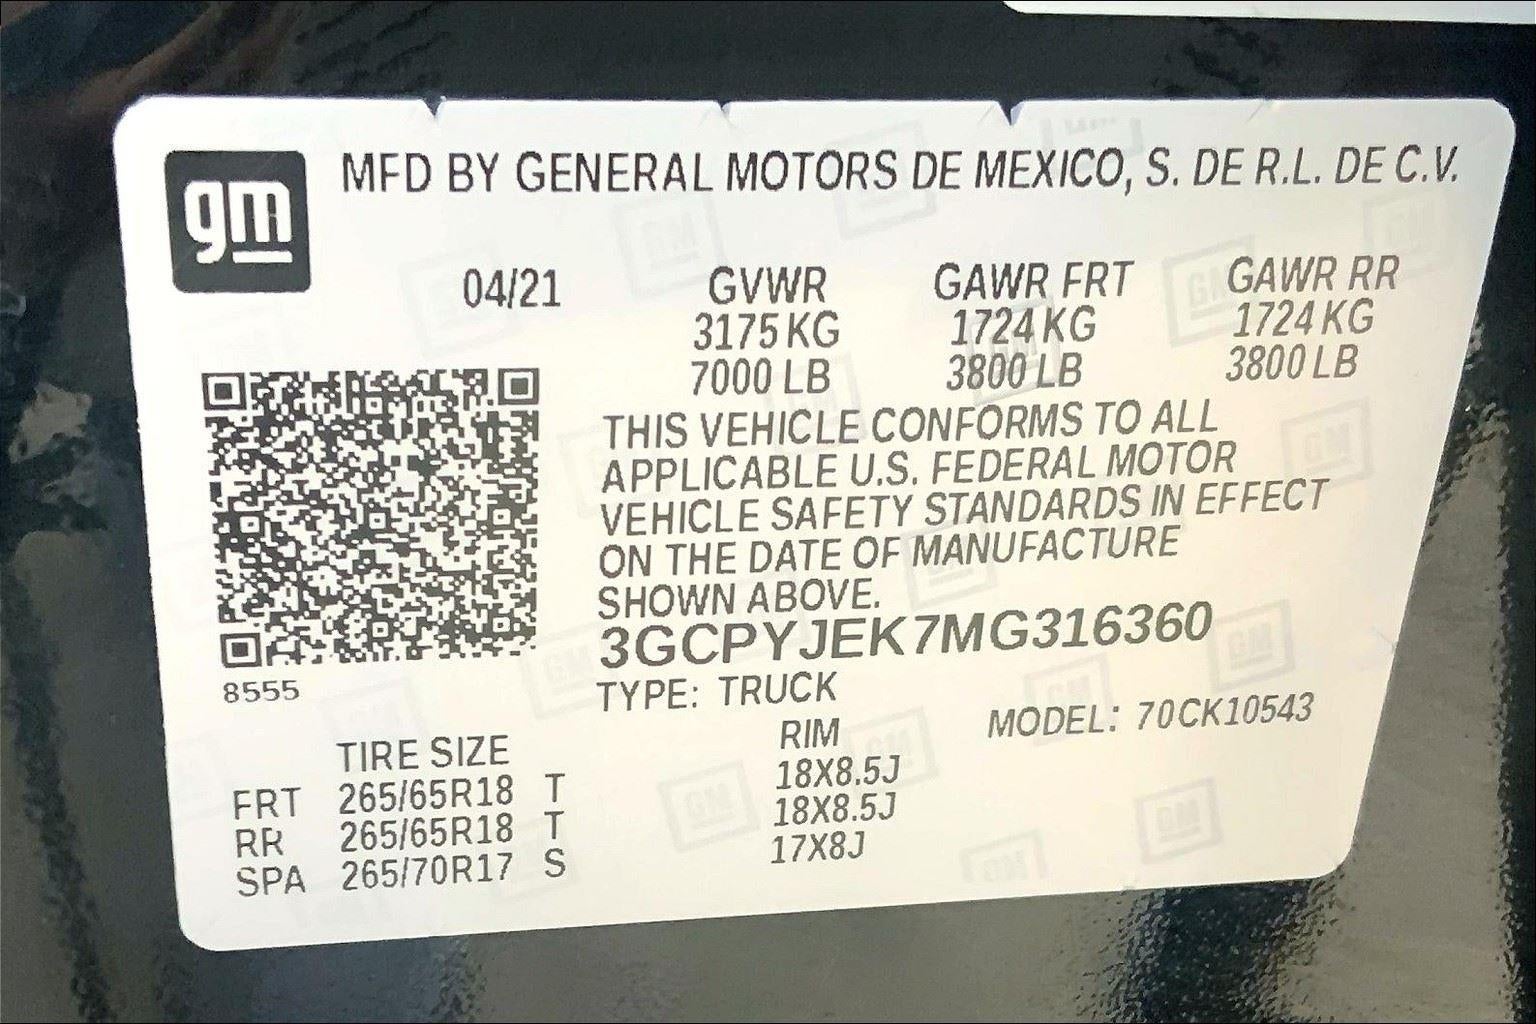 gm
MFD BY GENERAL MOTORS DE MEXICO, S. DE R.L. DE C.V.
04/21 GVWR GAWR FRT GAWR RR
3175 KG 1724 KG 1724 KG
7000 LB 3800 LB 3800 LB
THIS VEHICLE CONFORMS TO ALL
APPLICABLE U.S. FEDERAL MOTOR
VEHICLE SAFETY STANDARDS IN EFFECT
ON THE DATE OF MANUFACTURE
SHOWN ABOVE.
3GCPYJEK7MG316360
8555
TYPE: TRUCK
MODEL: 70CK10543
TIRE SIZE RIM
FRT 265/65R18 T 18X8.5J
RR 265/65R18 T 18X8.5J
SPA 265/70R17 S 17X8J